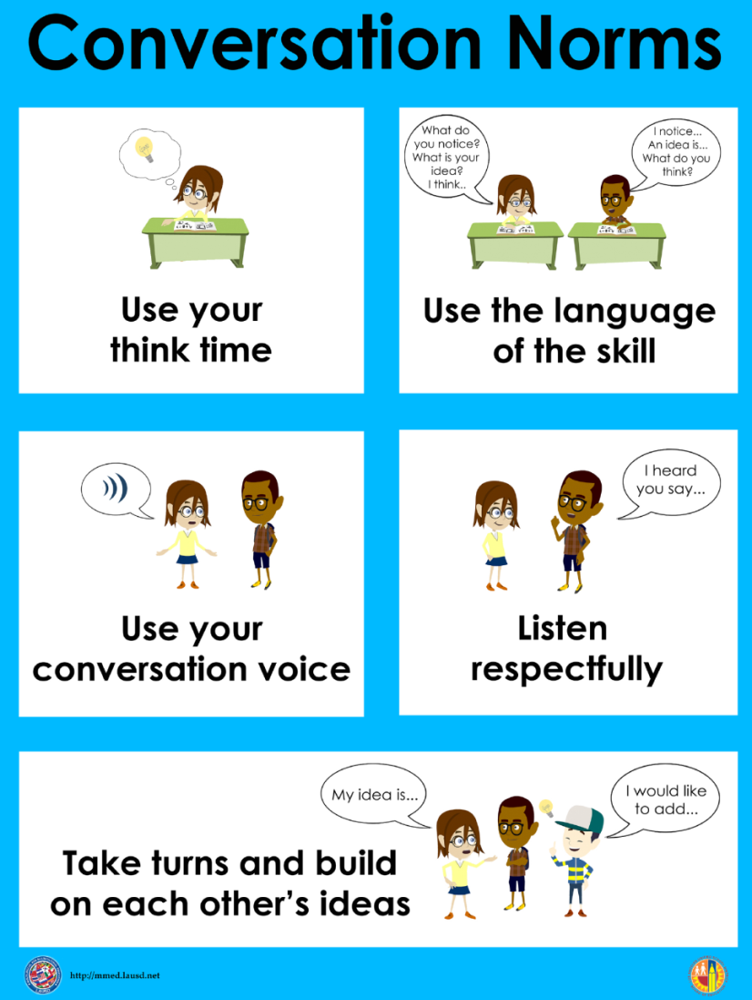 Conversation Norms
Use your
think time
What do
you notice?
What is your
idea?
I think..
I notice...
An idea is...
What do you
think?
Use the language
of the skill
Use your
conversation voice
I heard
you say...
Listen
respectfully
My idea is...
I would like
to add...
Take turns and build
on each other's ideas
http://mmed.lausd.net